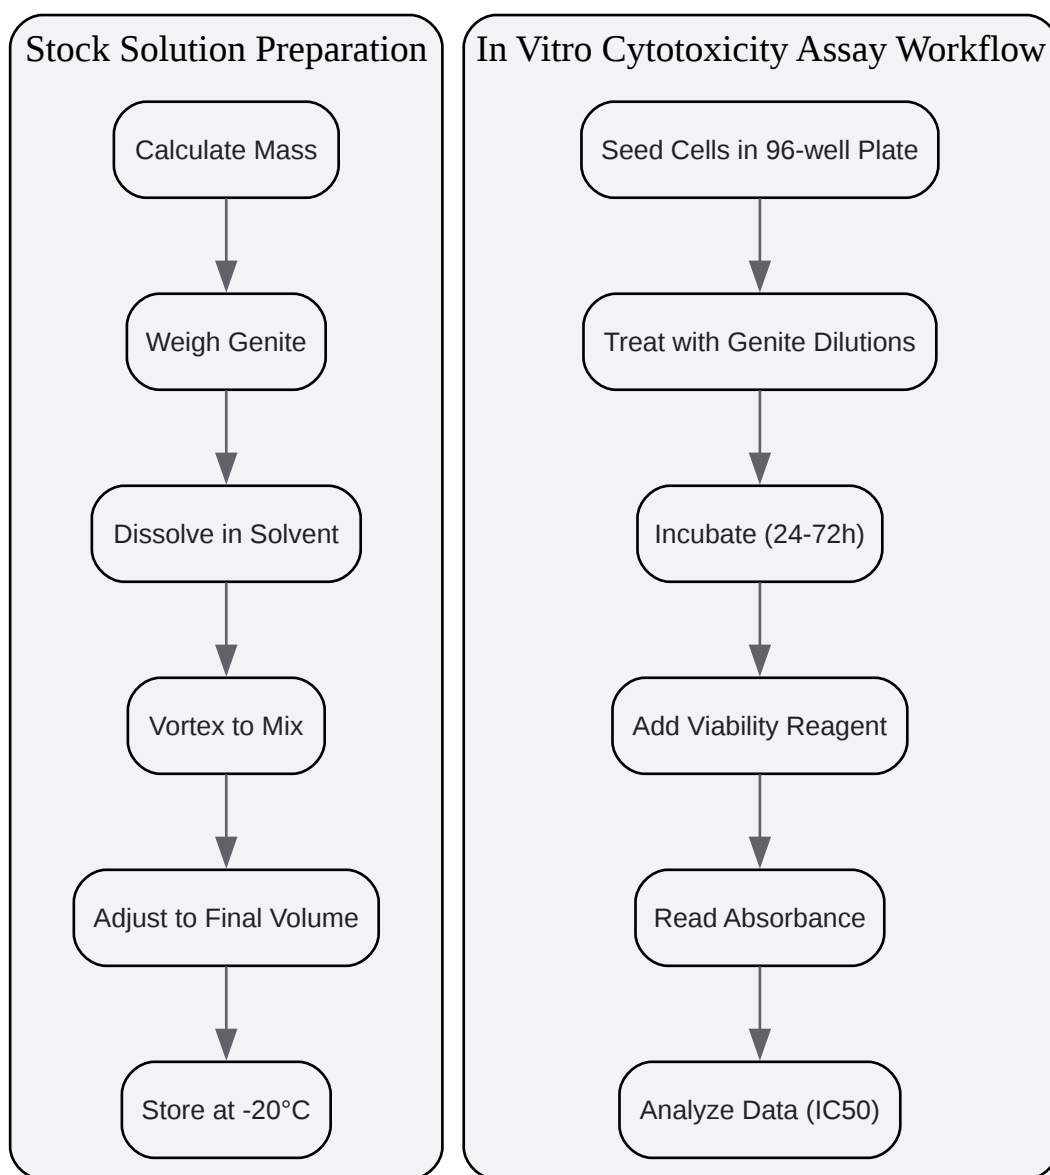 Stock Solution Preparation
Calculate Mass
Weigh Genite
Dissolve in Solvent
Vortex to Mix
Adjust to Final Volume
Store at -20°C
In Vitro Cytotoxicity Assay Workflow
Seed Cells in 96-well Plate
Treat with Genite Dilutions
Incubate (24-72h)
Add Viability Reagent
Read Absorbance
Analyze Data (IC50)